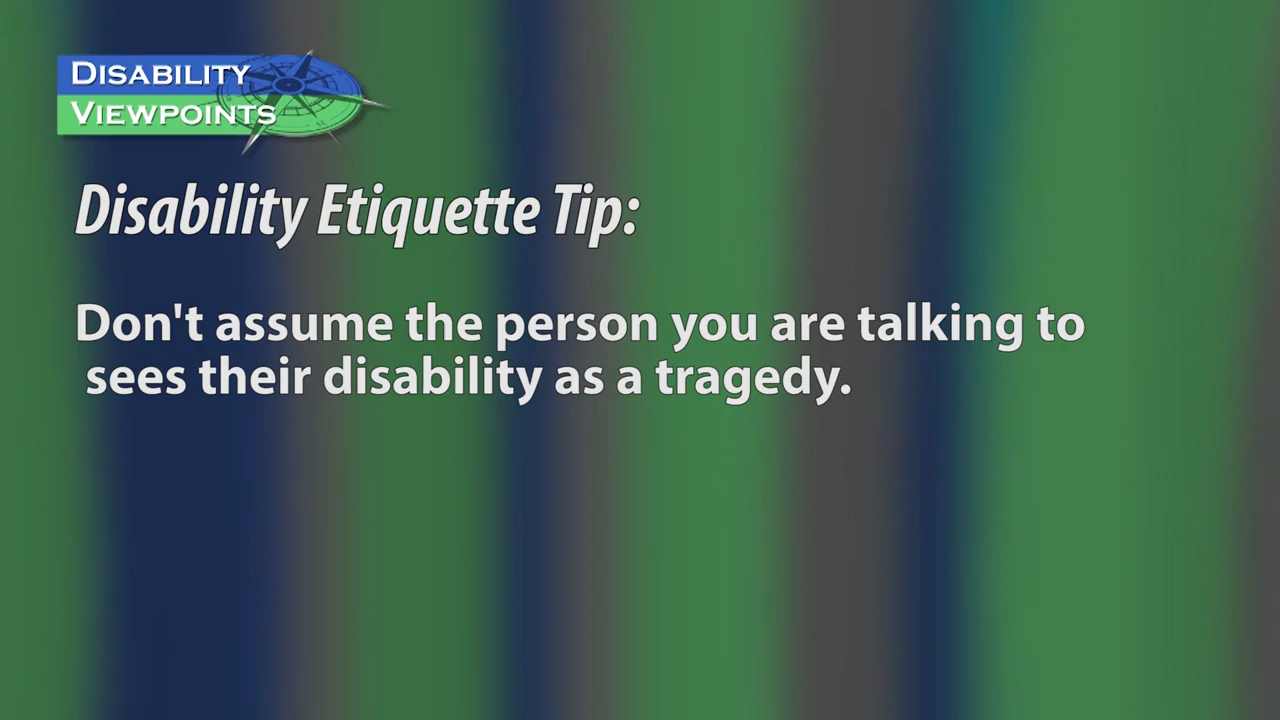 DISABILITY
VIEWPOINTS
Disability Etiquette Tip:
Don't assume the person you are talking to
sees their disability as a tragedy.